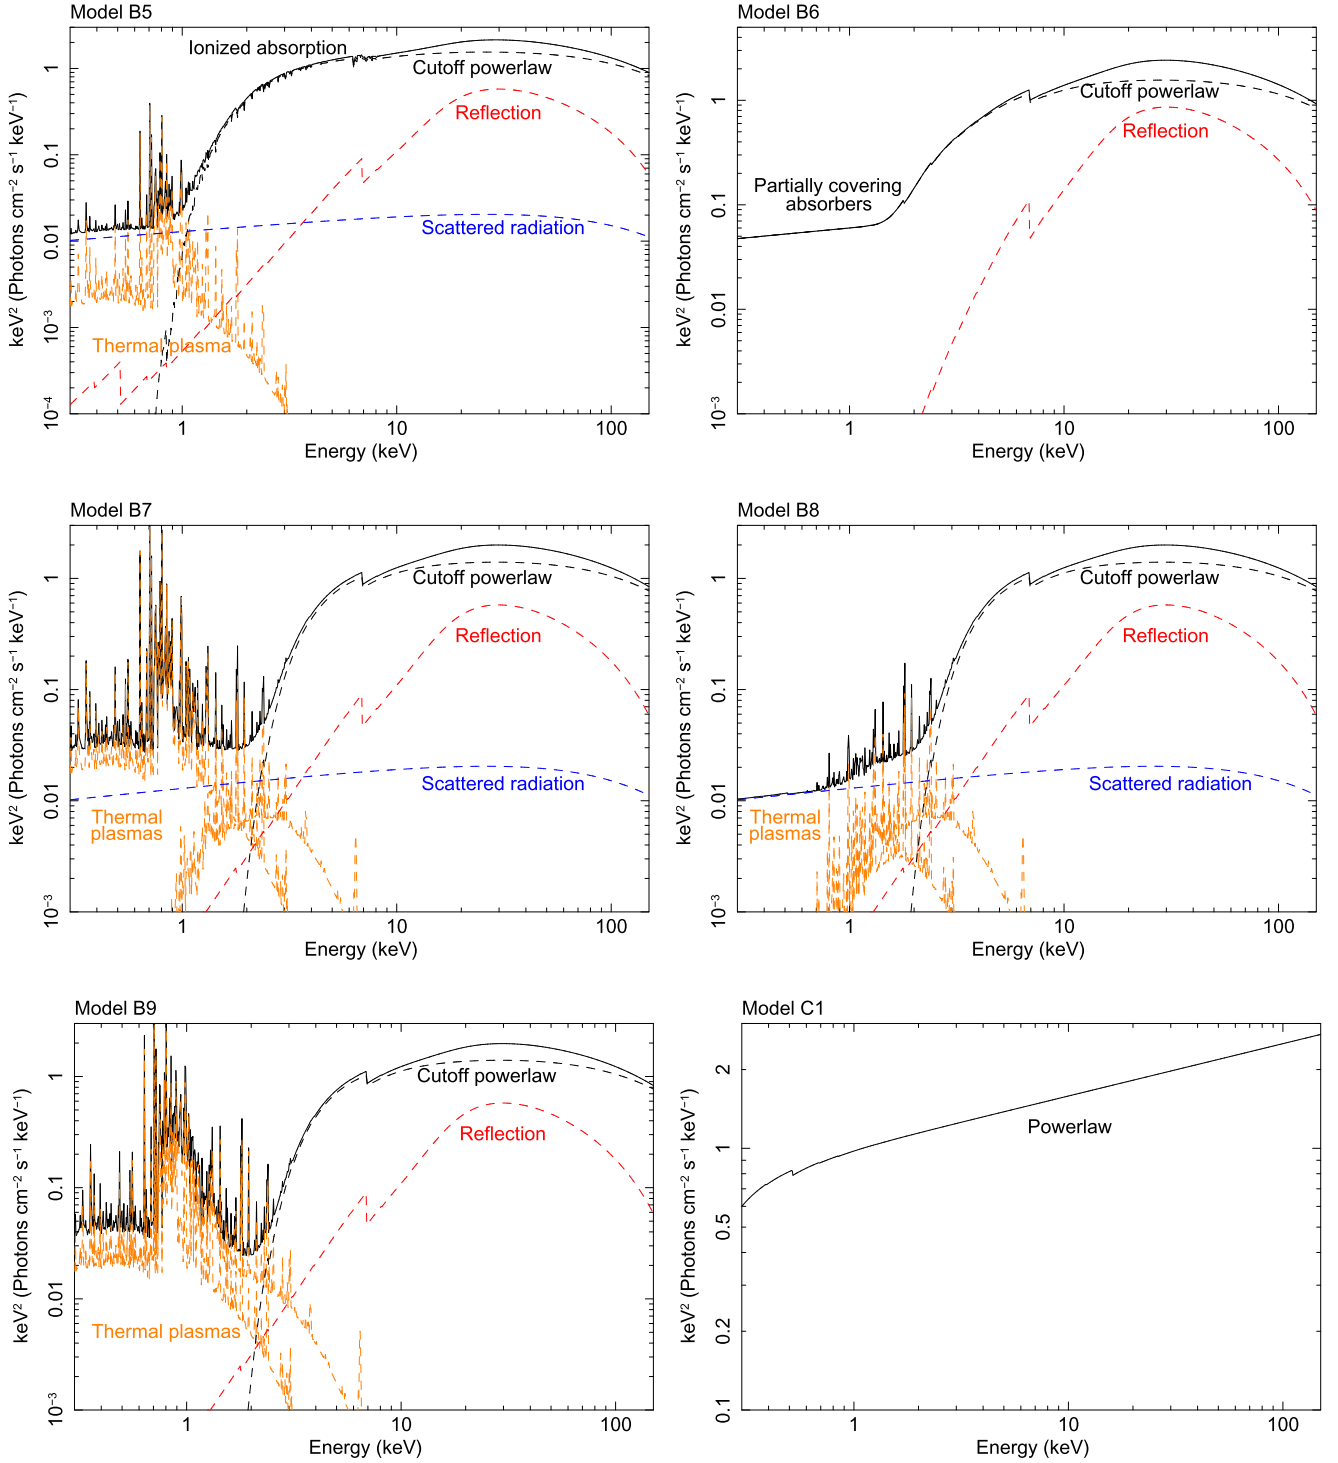 Model B5
Ionized absorption
Cutoff powerlaw
Reflection
Scattered radiation
Thermal plasma
1
0.1
0.01
10⁻³
10⁻⁴
keV² (Photons cm⁻² s⁻¹ keV⁻¹)
1 10 100
Energy (keV)
Model B6
Cutoff powerlaw
Reflection
Partially covering
absorbers
1
0.1
0.01
10⁻³
keV² (Photons cm⁻² s⁻¹ keV⁻¹)
1 10 100
Energy (keV)
Model B7
Cutoff powerlaw
Reflection
Scattered radiation
Thermal
plasmas
1
0.1
0.01
10⁻³
keV² (Photons cm⁻² s⁻¹ keV⁻¹)
1 10 100
Energy (keV)
Model B8
Cutoff powerlaw
Reflection
Scattered radiation
Thermal
plasmas
1
0.1
0.01
10⁻³
keV² (Photons cm⁻² s⁻¹ keV⁻¹)
1 10 100
Energy (keV)
Model B9
Cutoff powerlaw
Reflection
Thermal plasmas
1
0.1
0.01
10⁻³
keV² (Photons cm⁻² s⁻¹ keV⁻¹)
1 10 100
Energy (keV)
Model C1
Powerlaw
2
1
0.5
0.2
0.1
keV² (Photons cm⁻² s⁻¹ keV⁻¹)
1 10 100
Energy (keV)